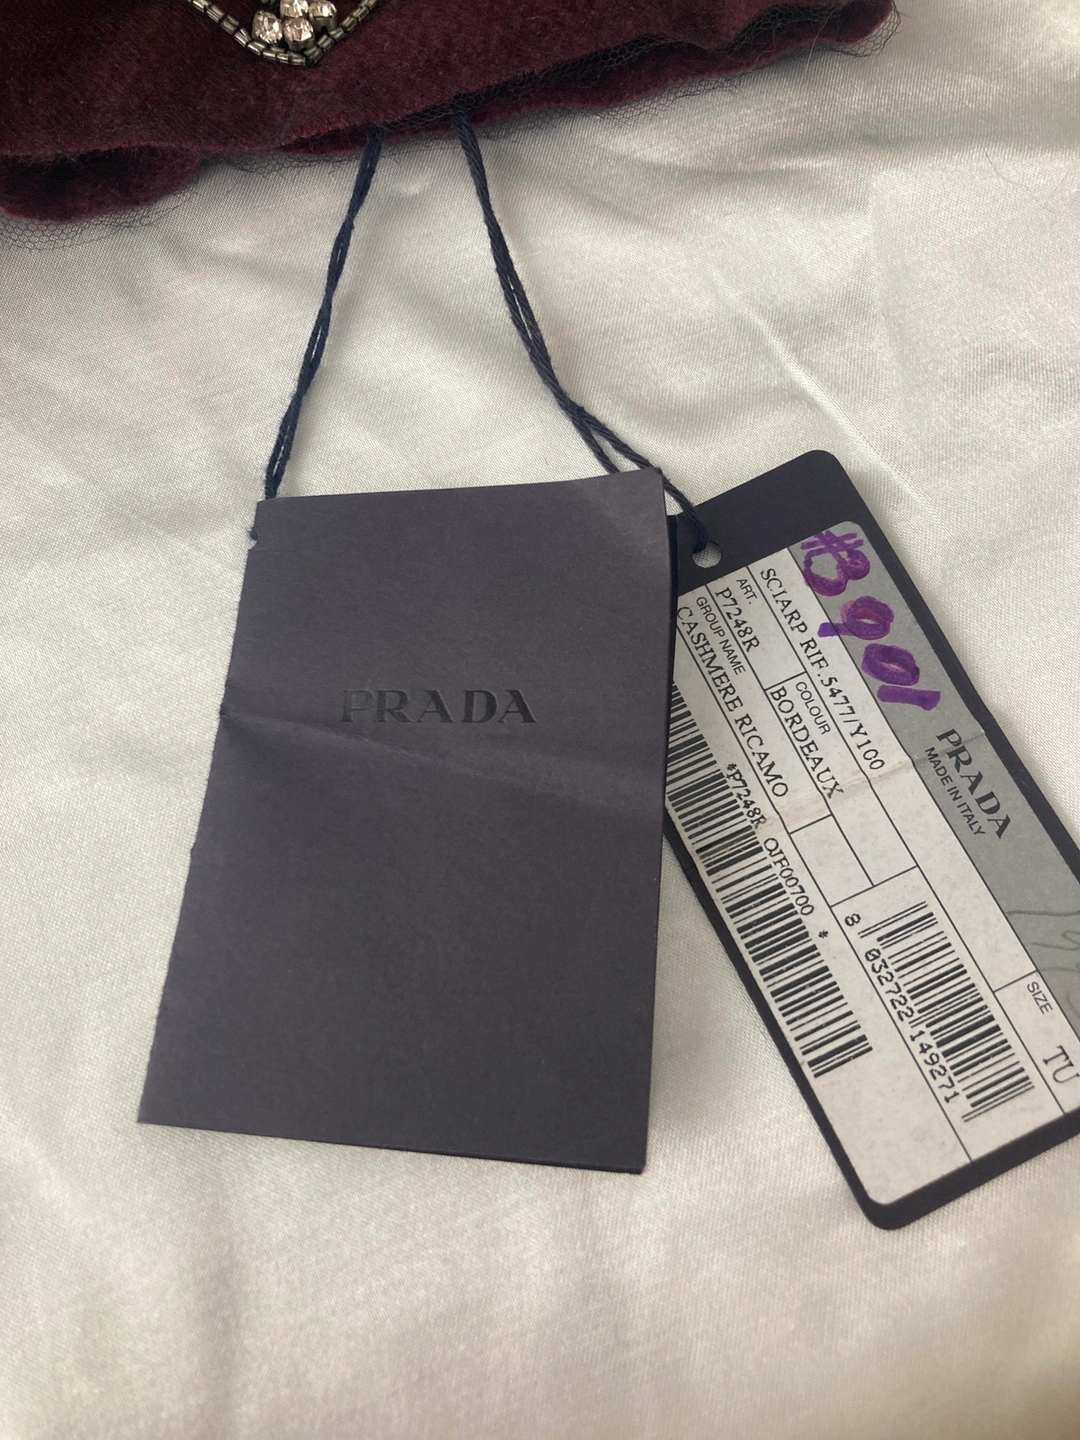 PRADA
#3901
PRADA
MADE IN ITALY
SCIARP RIF.5477/Y100
ART.
P7248R
COLOUR
BORDEAUX
GROUP NAME
CASHMERE RICAMO
*P7248R QJF00700 *
8 032722 149271
SIZE
TU